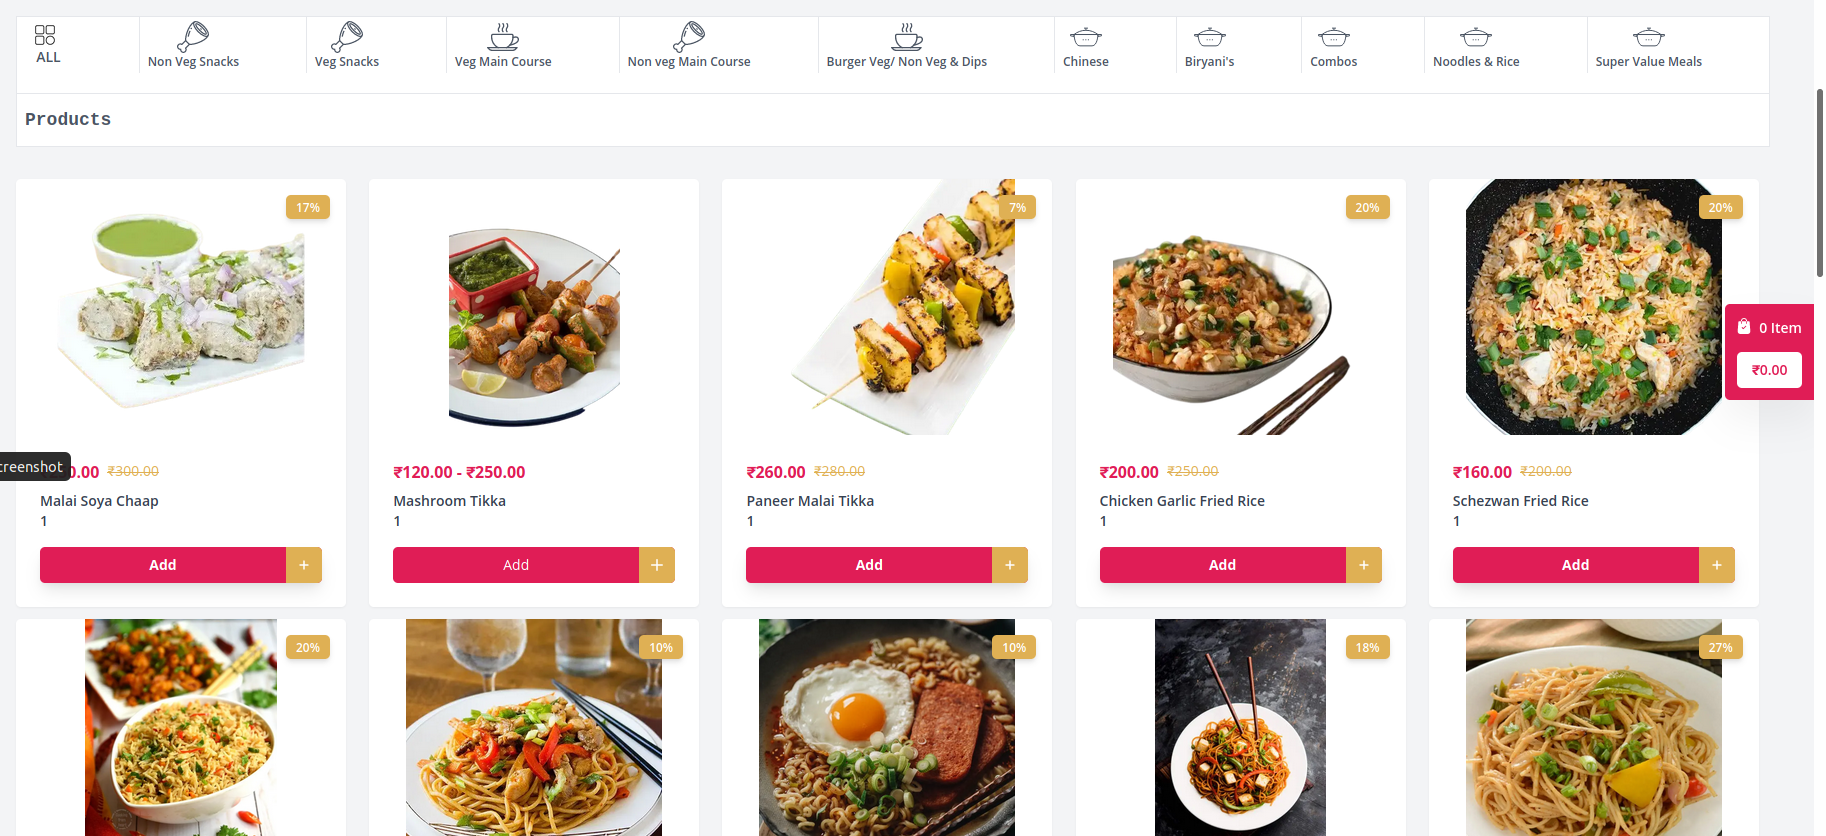 ALL
Non Veg Snacks
Veg Snacks
Veg Main Course
Non veg Main Course
Burger Veg/ Non Veg & Dips
Chinese
Biryani's
Combos
Noodles & Rice
Super Value Meals
Products
17%
7%
20%
20%
0 Item
₹0.00
creenshot
0.00 ₹300.00
₹120.00 - ₹250.00
₹260.00 ₹280.00
₹200.00 ₹250.00
₹160.00 ₹200.00
Malai Soya Chaap
Mashroom Tikka
Paneer Malai Tikka
Chicken Garlic Fried Rice
Schezwan Fried Rice
1
1
1
1
1
Add +
Add +
Add +
Add +
Add +
20%
10%
10%
18%
27%